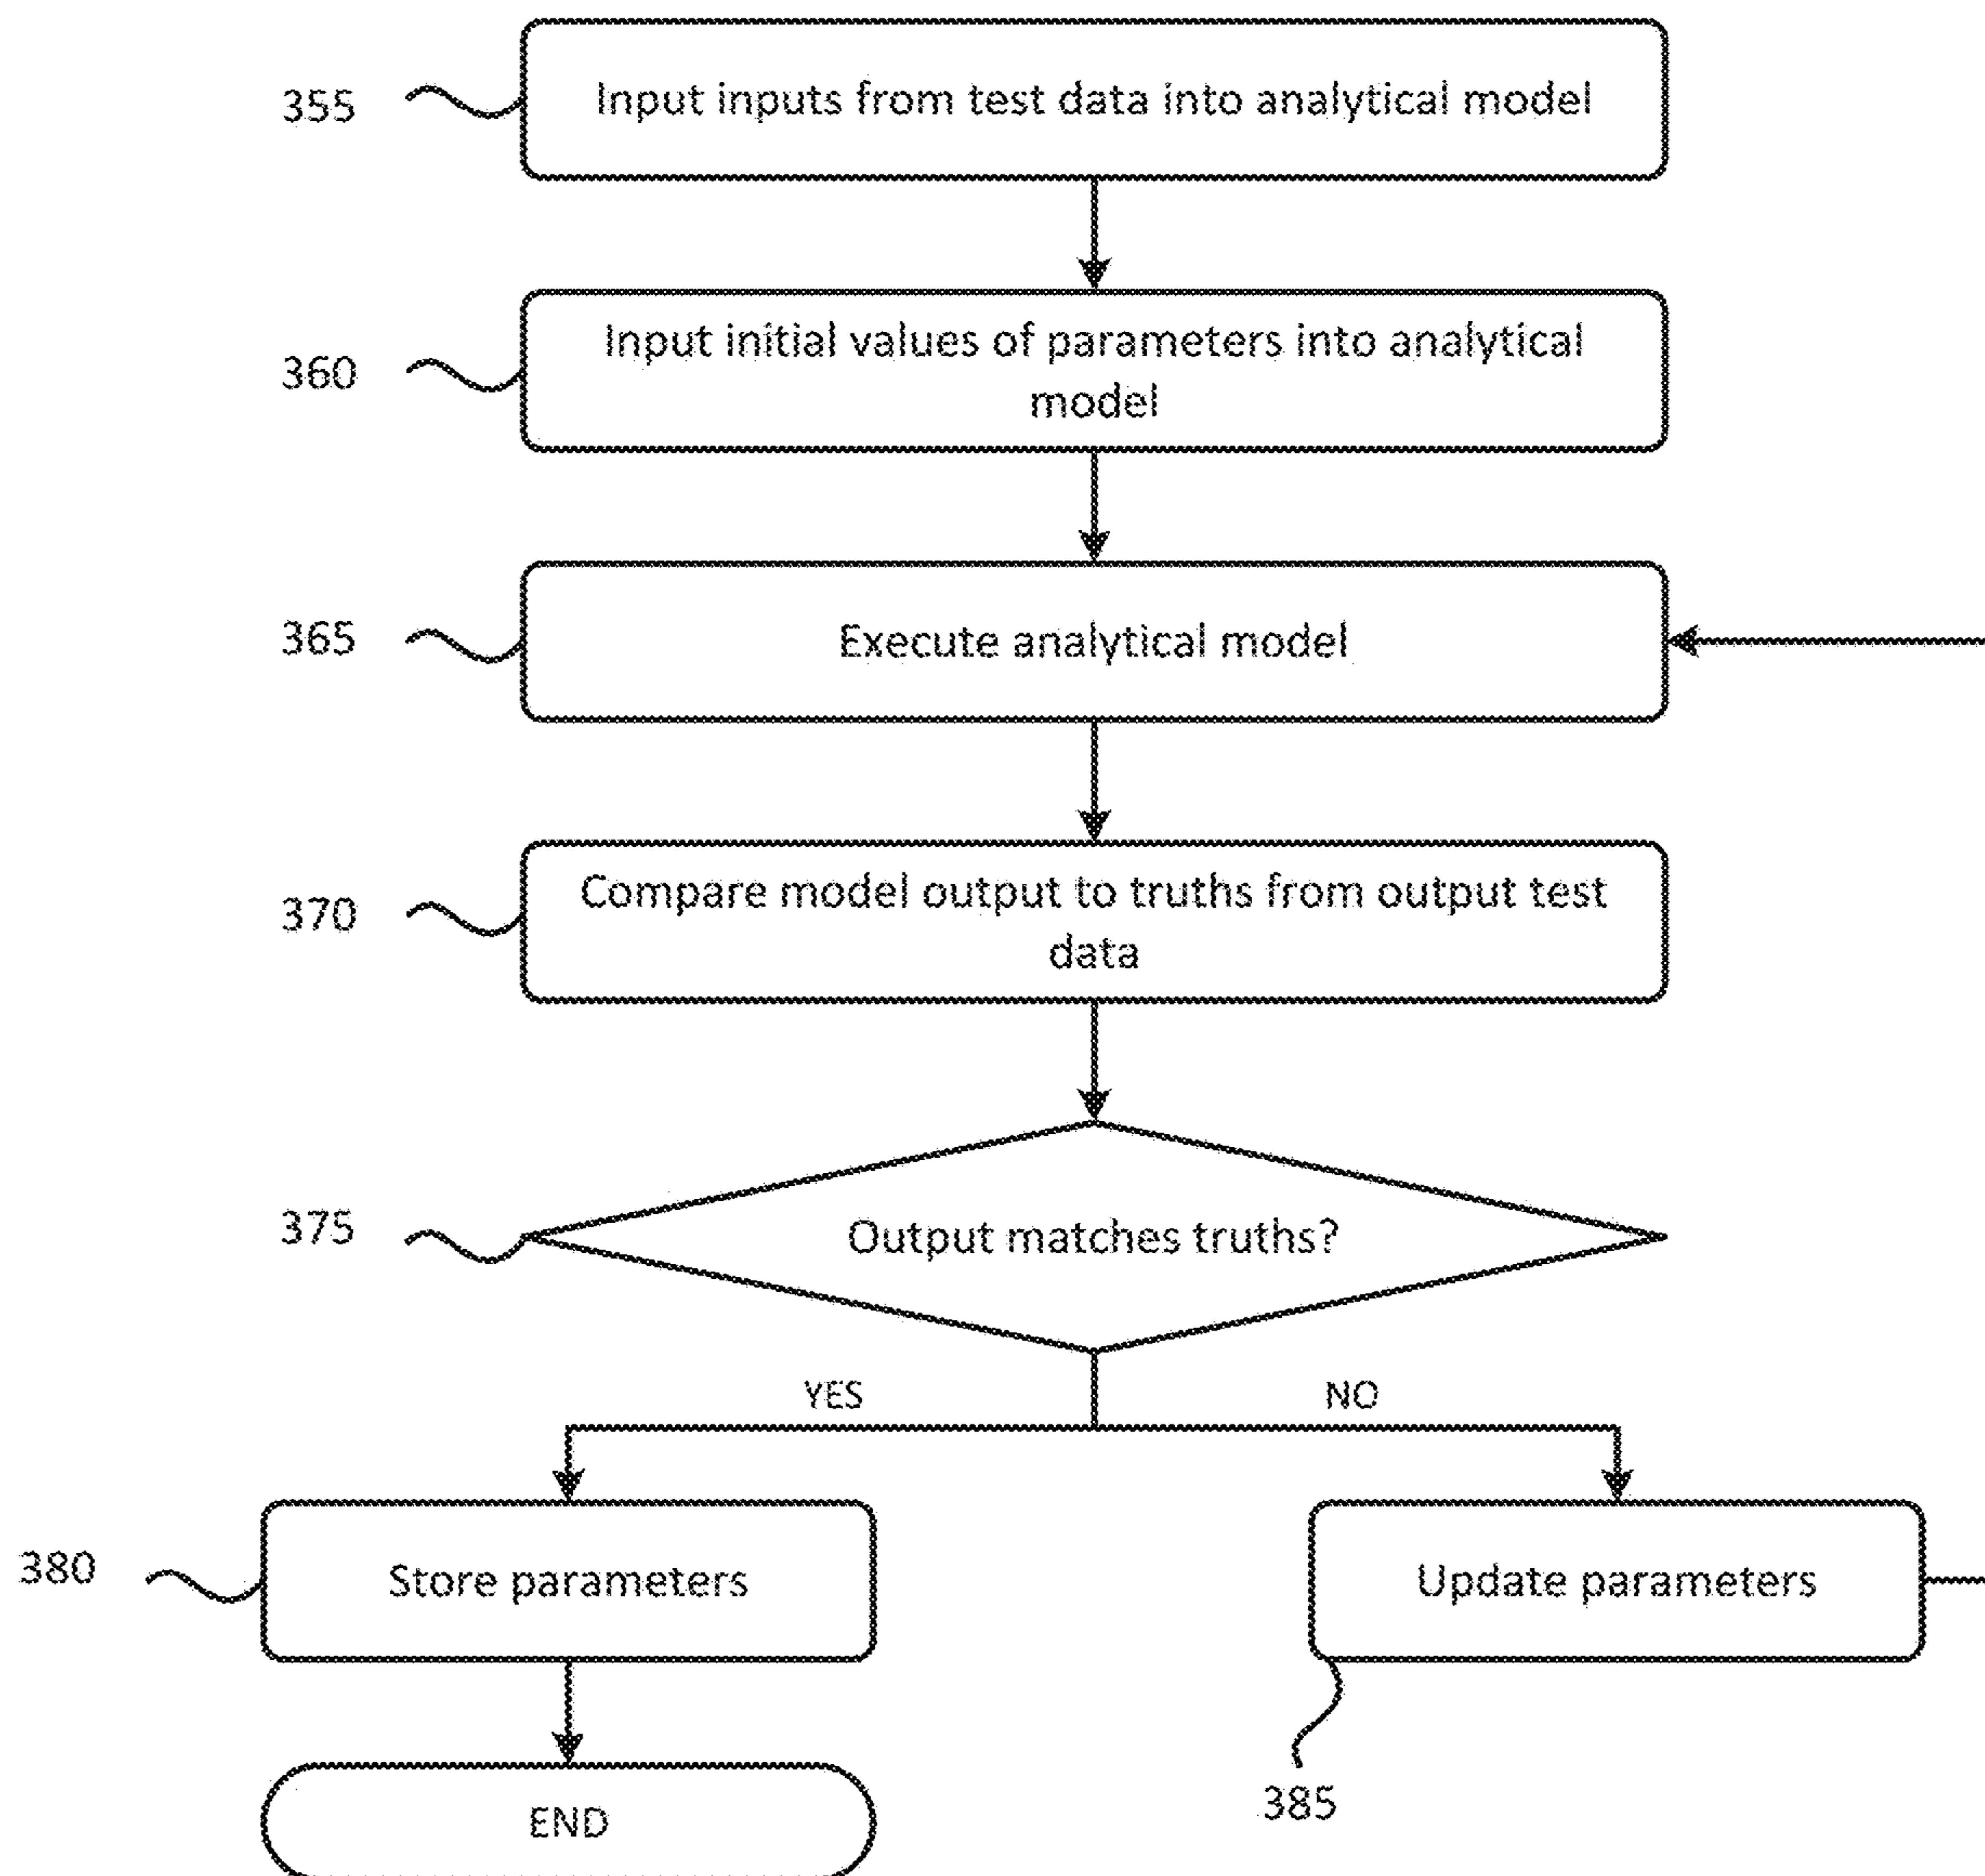 355
Input inputs from test data into analytical model
360
Input initial values of parameters into analytical
model
365
Execute analytical model
370
Compare model output to truths from output test
data
375
Output matches truths?
YES
NO
380
Store parameters
Update parameters
385
END